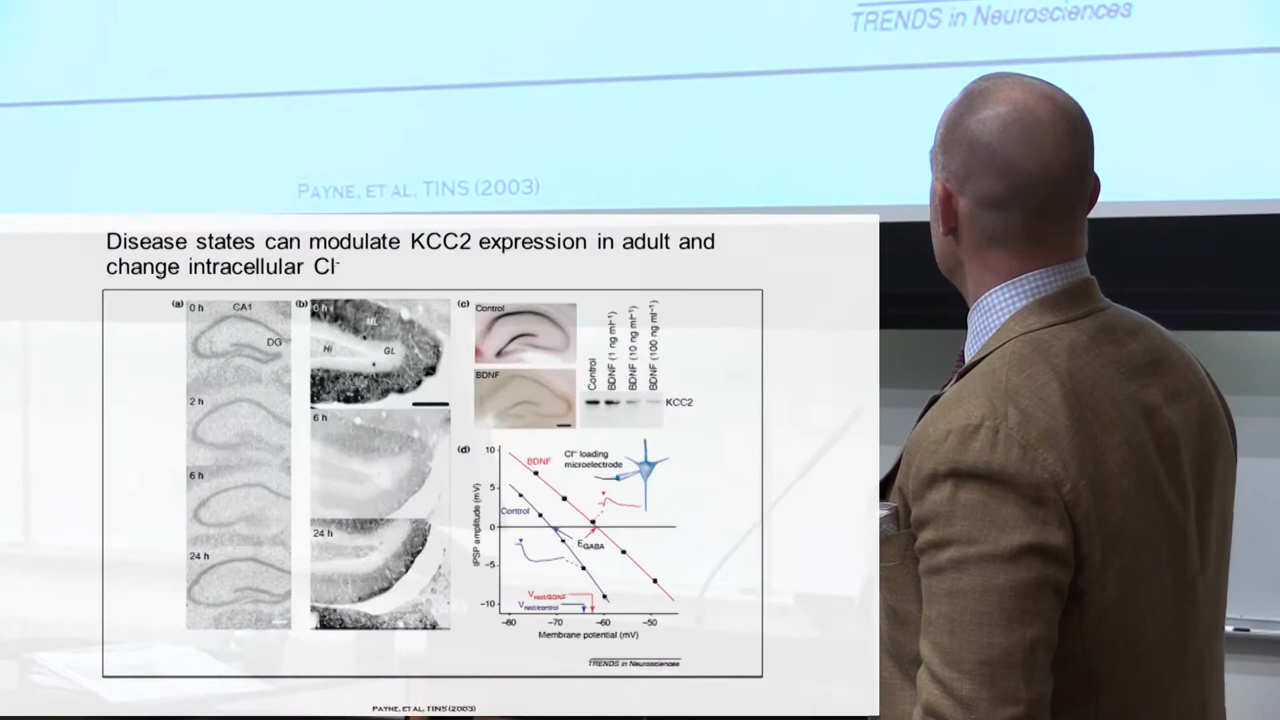 TRENDS in Neurosciences
PAYNE, ET AL, TINS (2003)
Disease states can modulate KCC2 expression in adult and
change intracellular Cl-
(a)
0 h
CA1
DG
2 h
6 h
24 h
(b)
0 h
ML
Hi
GL
6 h
24 h
(c)
Control
BDNF
Control
BDNF (1 ng ml⁻¹)
BDNF (10 ng ml⁻¹)
BDNF (100 ng ml⁻¹)
KCC2
(d)
10
5
0
−5
−10
IPSP amplitude (mV)
BDNF
Control
Cl⁻ loading
microelectrode
EGABA
Vrest/BDNF
Vrest/control
−80
−70
−60
−50
Membrane potential (mV)
TRENDS in Neurosciences
PAYNE, ET AL, TINS (2003)